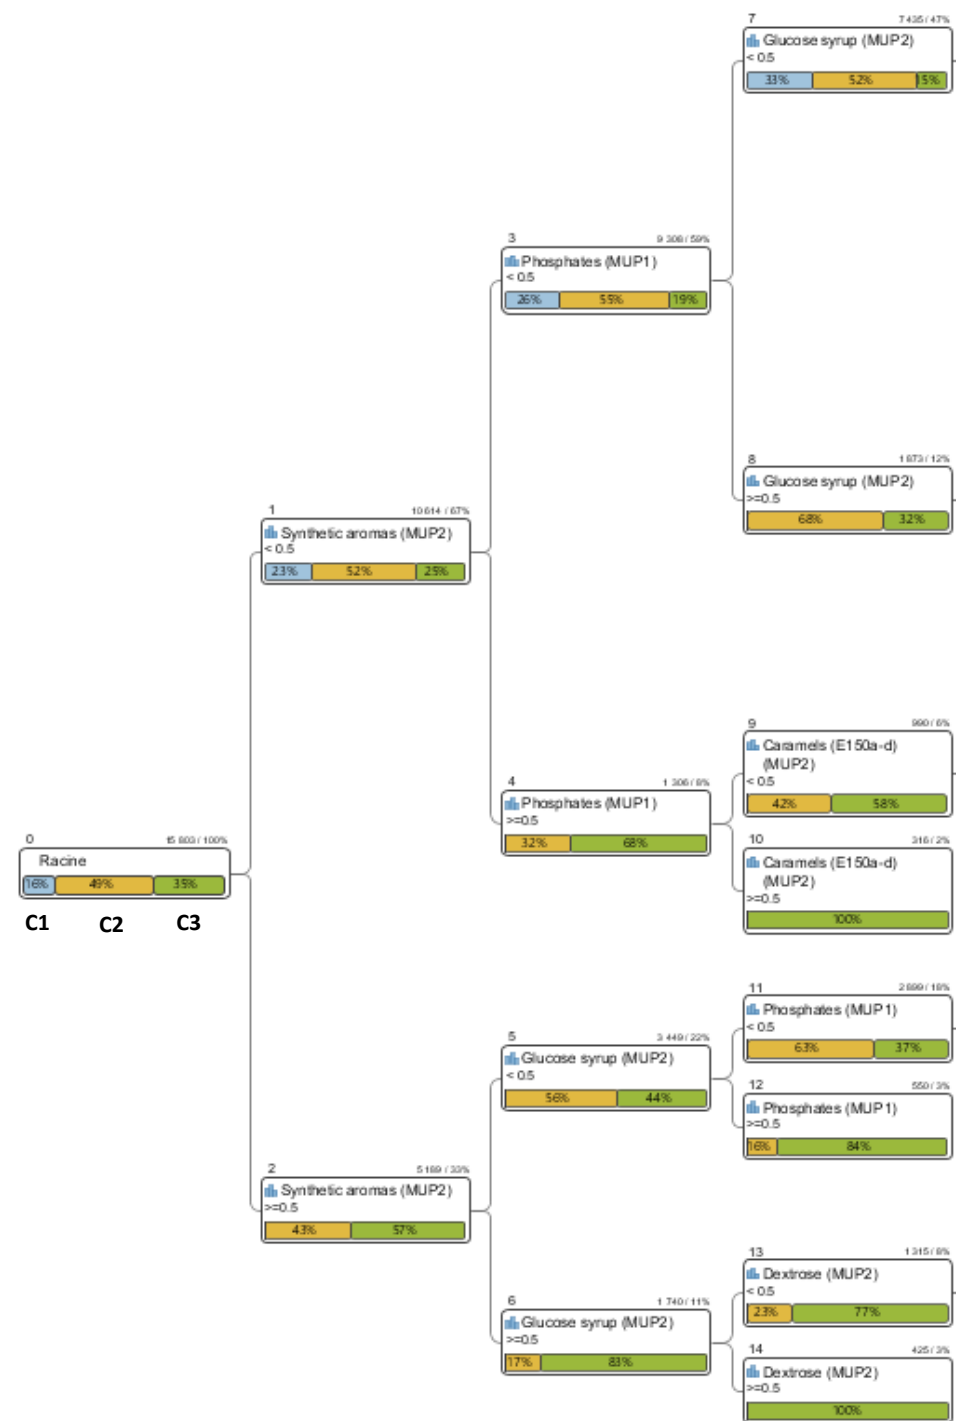 7 7 435 / 47%
Glucose syrup (MUP2)
< 0.5
33% 52% 15%
3 9 308 / 59%
Phosphates (MUP1)
< 0.5
26% 55% 19%
8 1 873 / 12%
Glucose syrup (MUP2)
>=0.5
68% 32%
1 10 614 / 67%
Synthetic aromas (MUP2)
< 0.5
23% 52% 25%
9 990 / 6%
Caramels (E150a-d)
(MUP2)
< 0.5
42% 58%
4 1 306 / 8%
Phosphates (MUP1)
>=0.5
32% 68%
10 316 / 2%
Caramels (E150a-d)
(MUP2)
>=0.5
100%
0 15 803 / 100%
Racine
16% 49% 35%
C1 C2 C3
11 2 899 / 18%
Phosphates (MUP1)
< 0.5
63% 37%
5 3 449 / 22%
Glucose syrup (MUP2)
< 0.5
56% 44%
12 550 / 3%
Phosphates (MUP1)
>=0.5
16% 84%
2 5 189 / 33%
Synthetic aromas (MUP2)
>=0.5
43% 57%
13 1 315 / 8%
Dextrose (MUP2)
< 0.5
23% 77%
6 1 740 / 11%
Glucose syrup (MUP2)
>=0.5
17% 83%
14 425 / 3%
Dextrose (MUP2)
>=0.5
100%